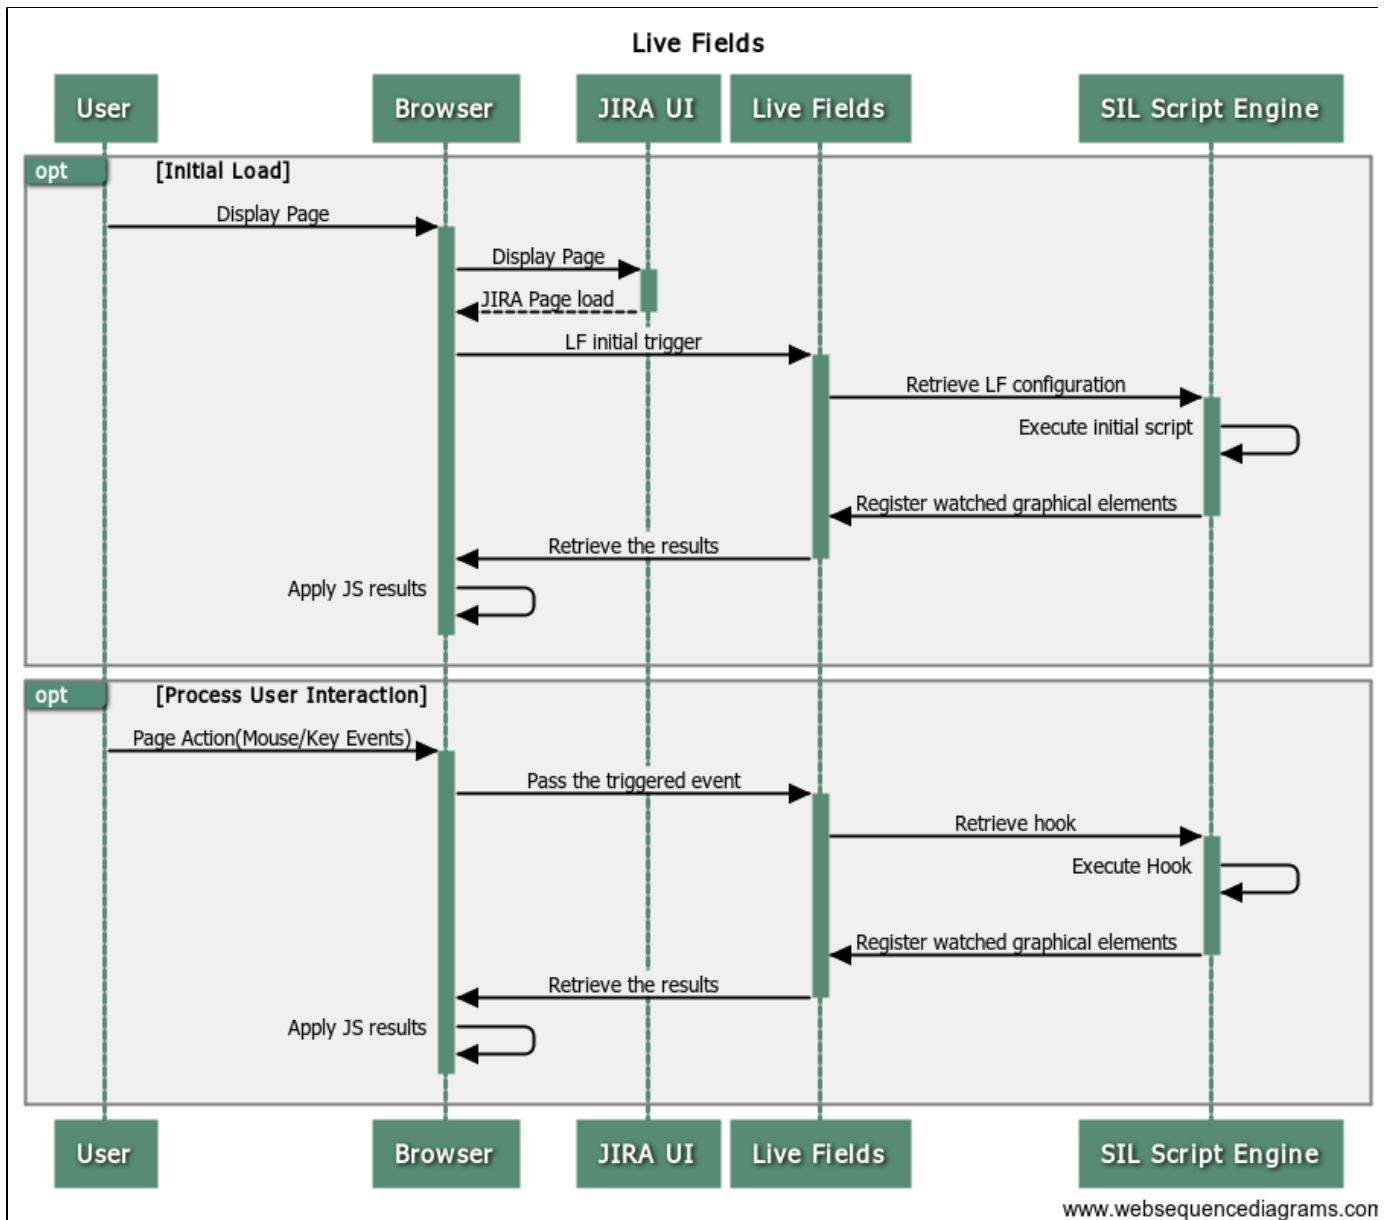 Live Fields
User Browser JIRA UI Live Fields SIL Script Engine
opt [Initial Load]
Display Page
Display Page
JIRA Page load
LF initial trigger
Retrieve LF configuration
Execute initial script
Register watched graphical elements
Retrieve the results
Apply JS results
opt [Process User Interaction]
Page Action(Mouse/Key Events)
Pass the triggered event
Retrieve hook
Execute Hook
Register watched graphical elements
Retrieve the results
Apply JS results
User Browser JIRA UI Live Fields SIL Script Engine
www.websequencediagrams.com